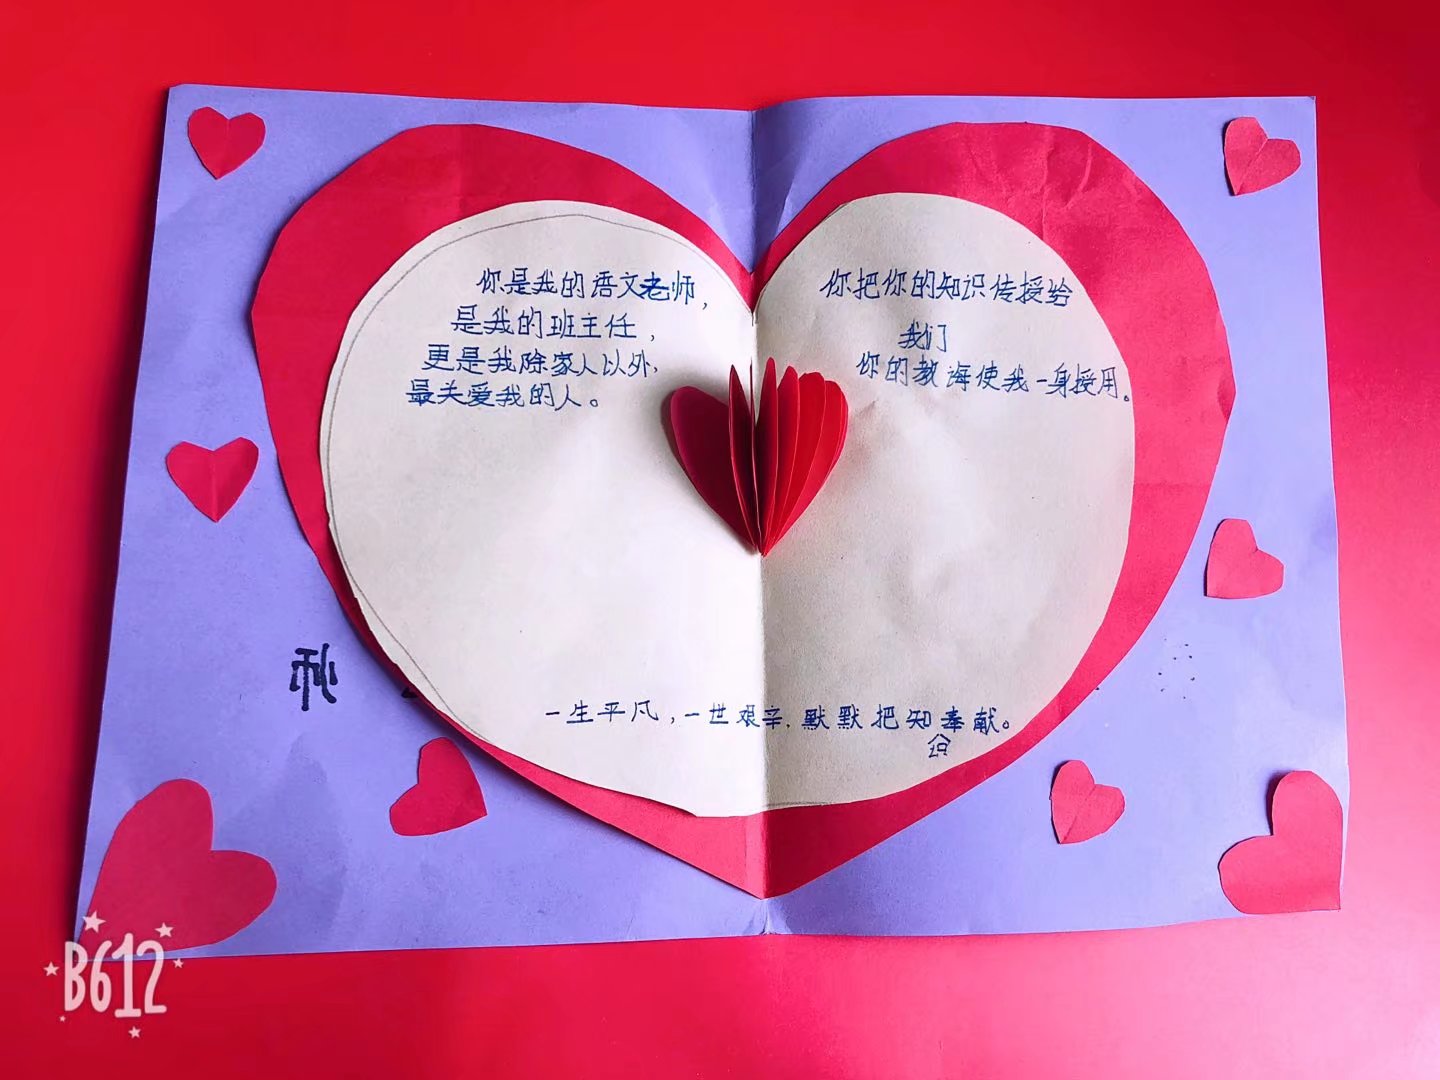 你是我的语文老师，
是我的班主任，
更是我除家人以外，
最关爱我的人。
你把你的知识传授给
我们
你的教诲使我一身授用。
一生平凡，一世艰辛，默默把知识奉献。
B612